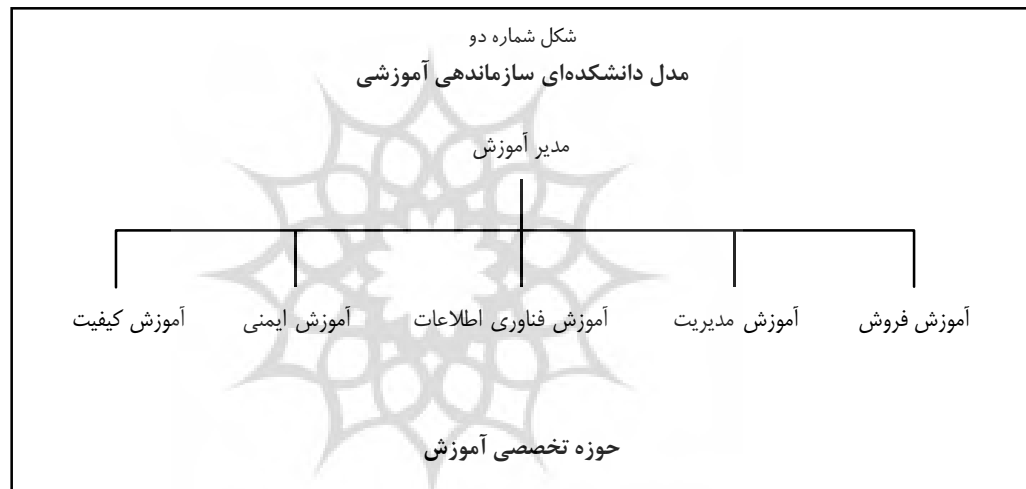 شکل شماره دو
مدل دانشکده‌ای سازماندهی آموزشی
مدیر آموزش
آموزش فروش آموزش مدیریت آموزش فناوری اطلاعات آموزش ایمنی آموزش کیفیت
حوزه تخصصی آموزش